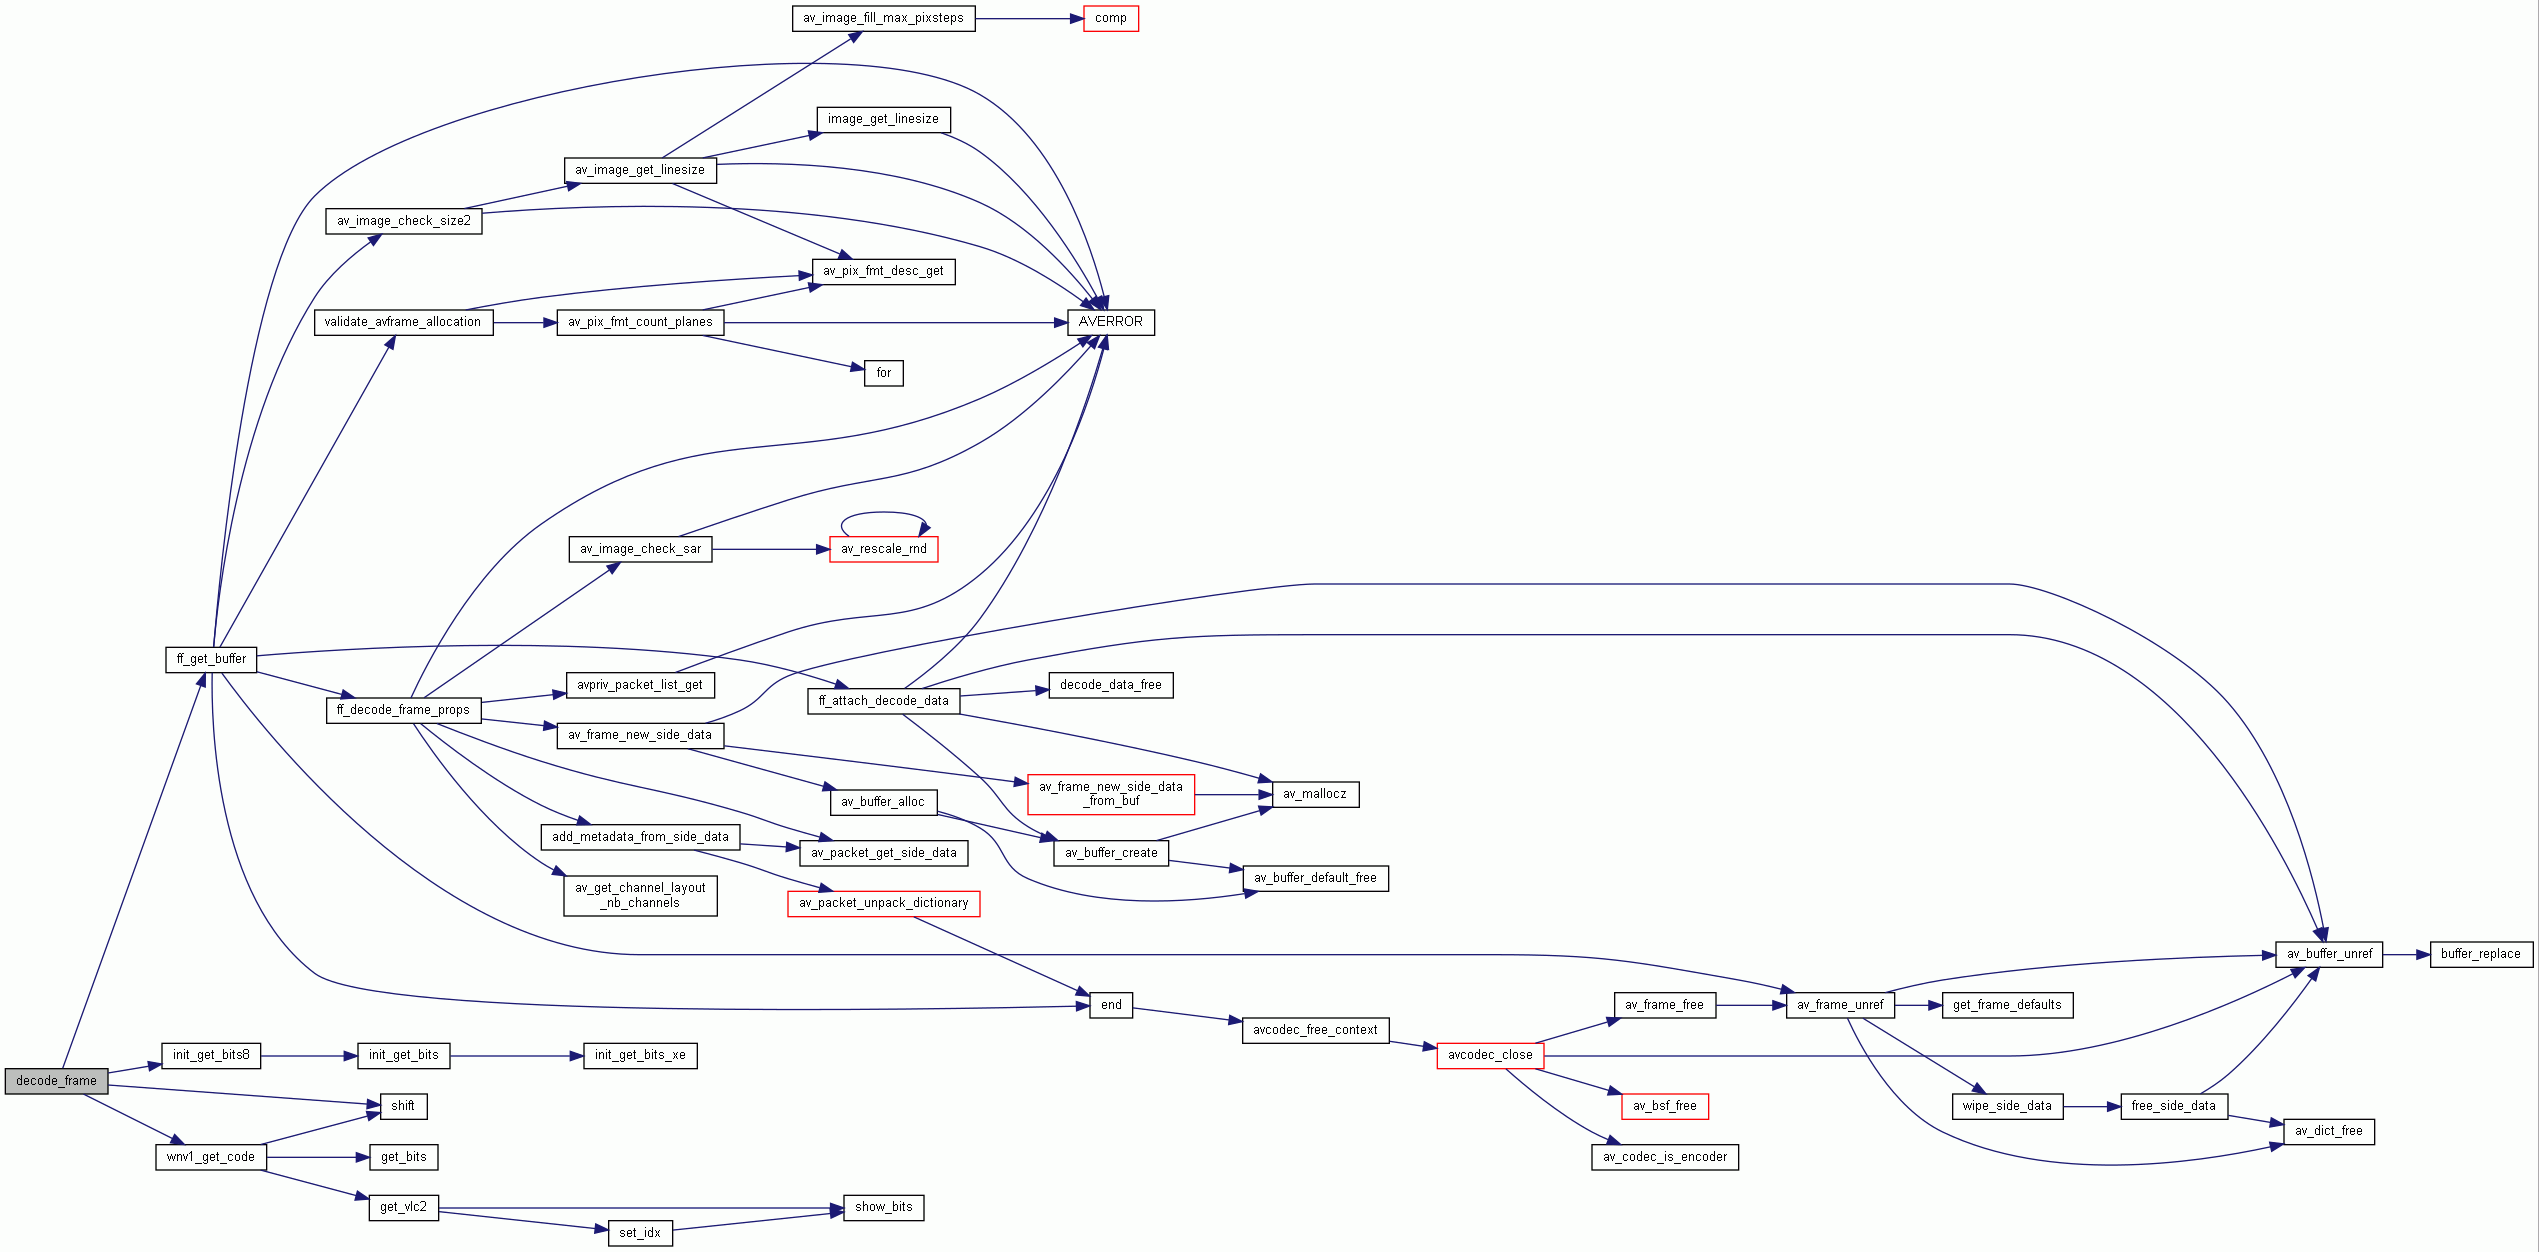 av_image_fill_max_pixsteps
comp
image_get_linesize
av_image_get_linesize
av_image_check_size2
av_pix_fmt_desc_get
validate_avframe_allocation
av_pix_fmt_count_planes
AVERROR
for
av_image_check_sar
av_rescale_rnd
ff_get_buffer
avpriv_packet_list_get
decode_data_free
ff_decode_frame_props
ff_attach_decode_data
av_frame_new_side_data
av_frame_new_side_data
_from_buf
av_mallocz
av_buffer_alloc
add_metadata_from_side_data
av_packet_get_side_data
av_buffer_create
av_buffer_default_free
av_get_channel_layout
_nb_channels
av_packet_unpack_dictionary
av_buffer_unref
buffer_replace
end
av_frame_free
av_frame_unref
get_frame_defaults
avcodec_free_context
init_get_bits8
init_get_bits
init_get_bits_xe
avcodec_close
decode_frame
shift
av_bsf_free
wipe_side_data
free_side_data
av_dict_free
wnv1_get_code
get_bits
av_codec_is_encoder
get_vlc2
show_bits
set_idx